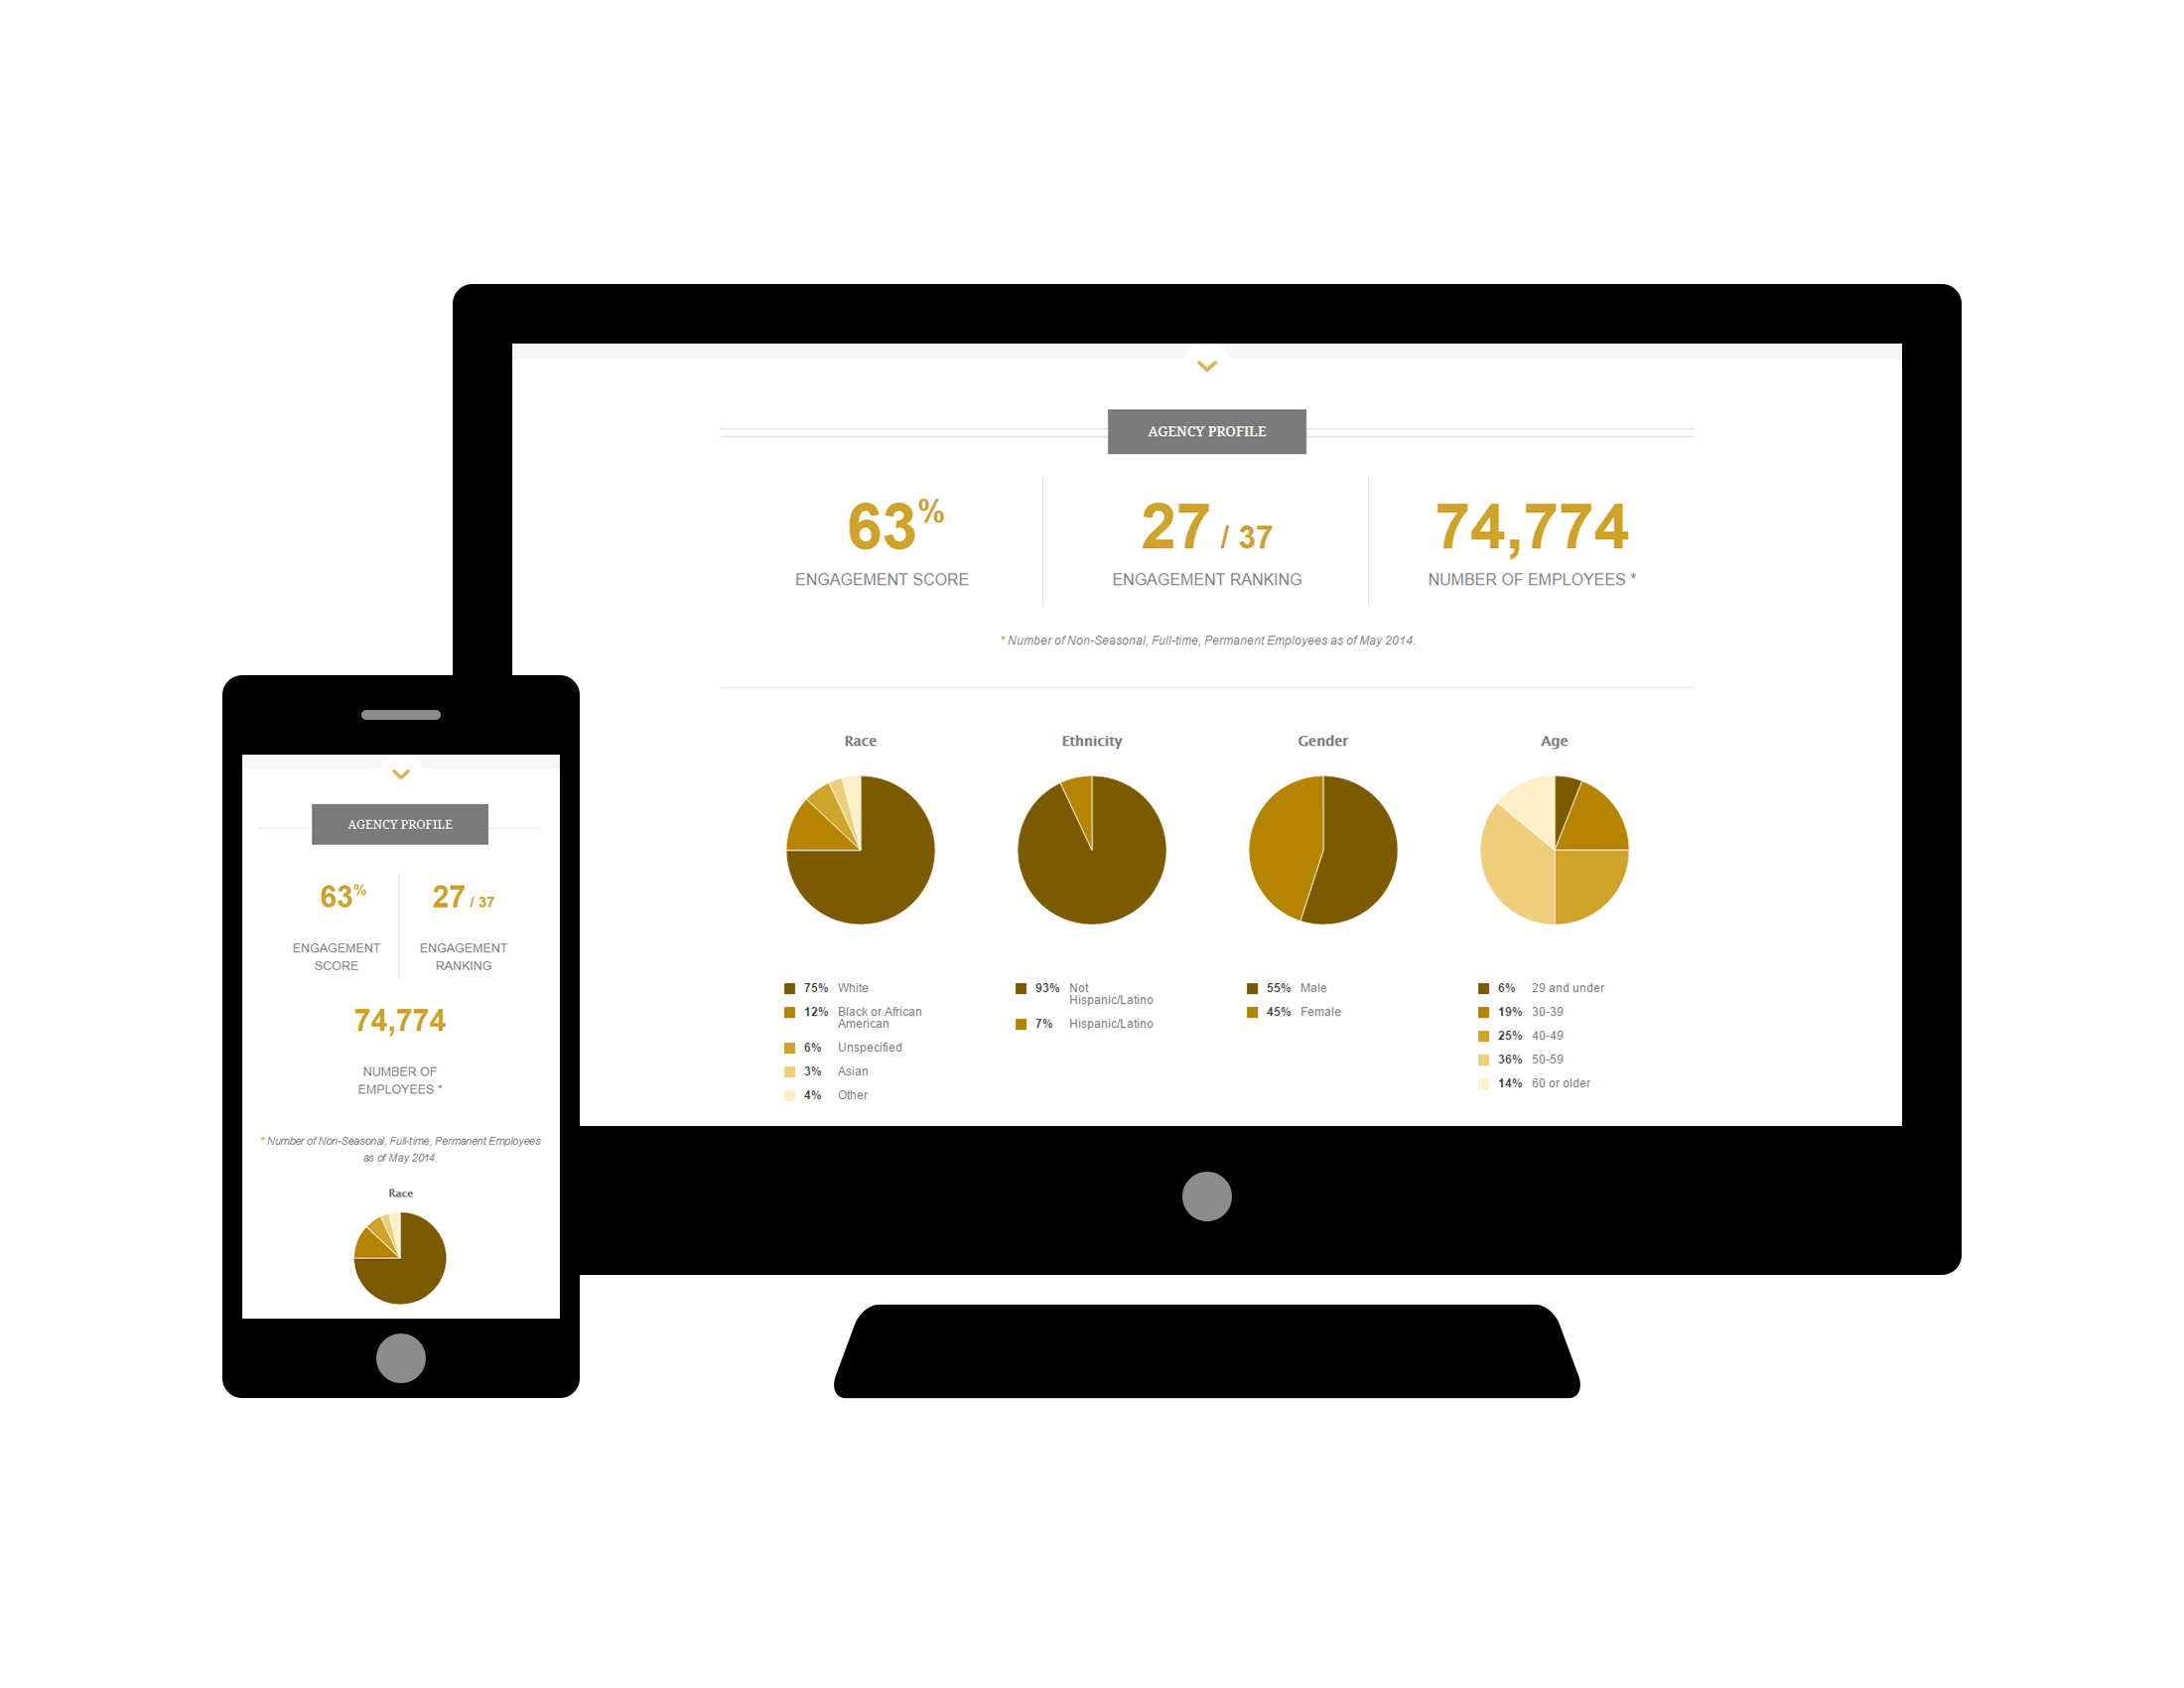 AGENCY PROFILE
63%
ENGAGEMENT SCORE
27 / 37
ENGAGEMENT RANKING
74,774
NUMBER OF EMPLOYEES *
* Number of Non-Seasonal, Full-time, Permanent Employees as of May 2014.
Race
75% White
12% Black or African
American
6% Unspecified
3% Asian
4% Other
Ethnicity
93% Not
Hispanic/Latino
7% Hispanic/Latino
Gender
55% Male
45% Female
Age
6% 29 and under
19% 30-39
25% 40-49
36% 50-59
14% 60 or older
AGENCY PROFILE
63%
ENGAGEMENT
SCORE
27 / 37
ENGAGEMENT
RANKING
74,774
NUMBER OF
EMPLOYEES *
* Number of Non-Seasonal, Full-time, Permanent Employees
as of May 2014.
Race